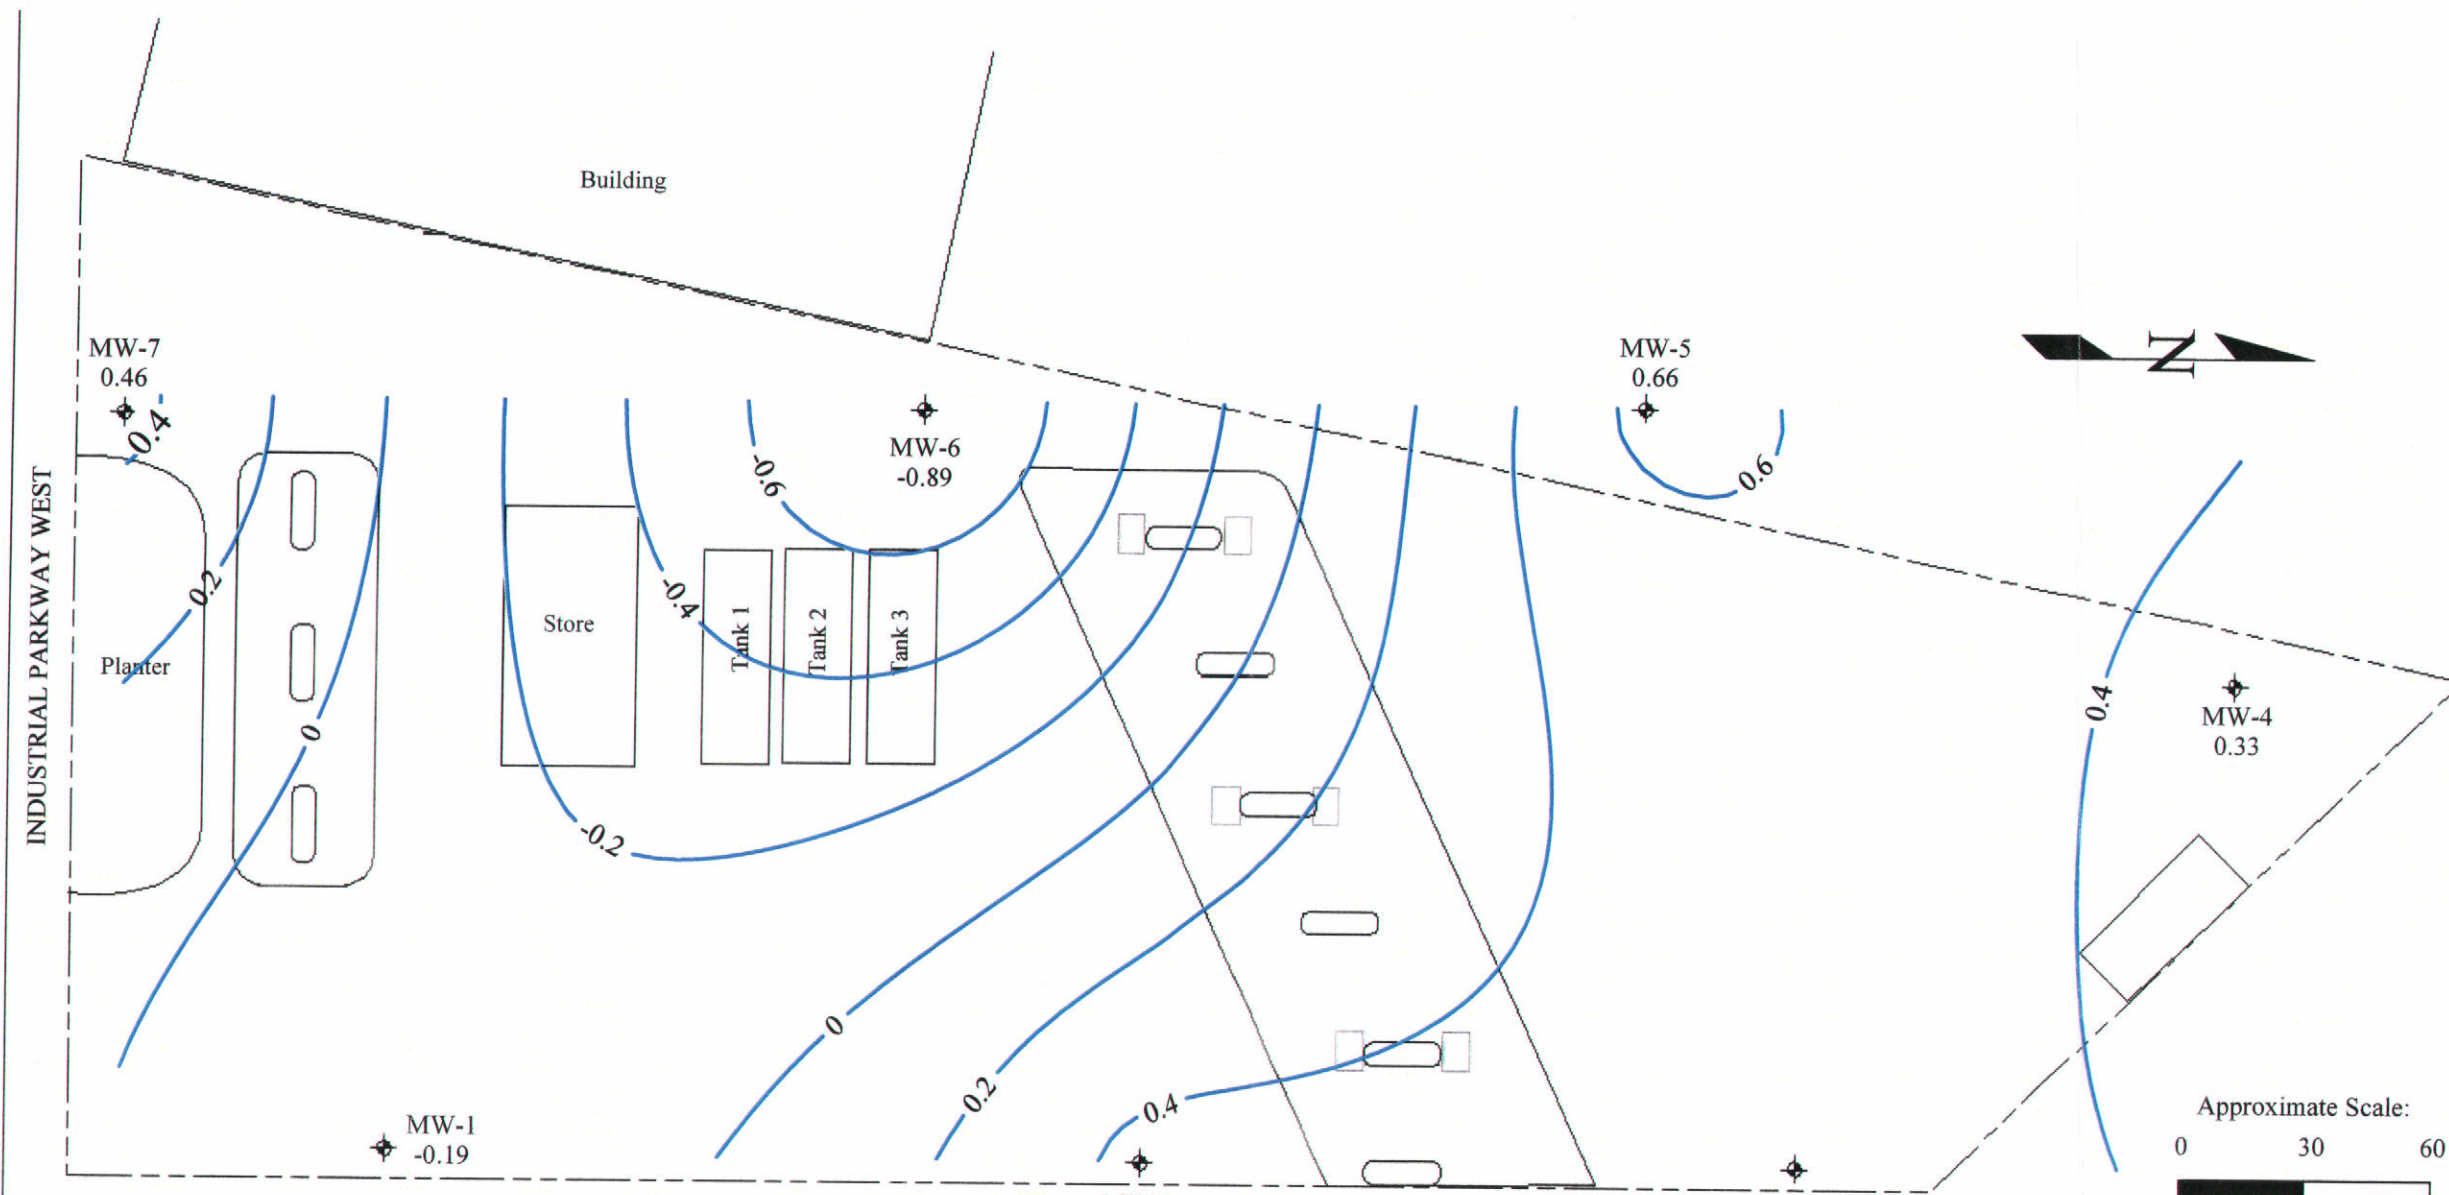 Building
MW-7
0.46
MW-5
0.66
N
0.4
MW-6
-0.89
-0.6
0.6
INDUSTRIAL PARKWAY WEST
0.2
-0.4
Store
Tank 1
Tank 2
Tank 3
Planter
0.4
MW-4
0.33
0
-0.2
0
0.2
0.4
MW-1
-0.19
Approximate Scale:
0 30 60